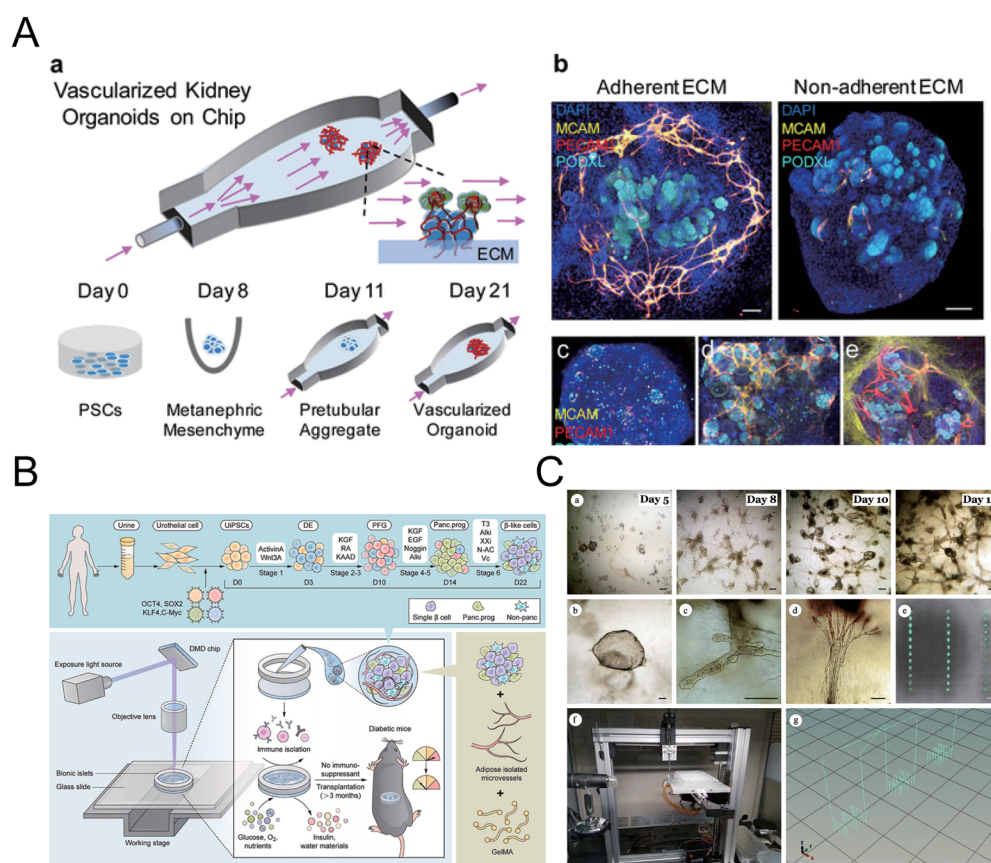 A
a
Vascularized Kidney
Organoids on Chip
ECM
Day 0
Day 8
Day 11
Day 21
PSCs
Metanephric
Mesenchyme
Pretubular
Aggregate
Vascularized
Organoid
b
Adherent ECM
Non-adherent ECM
DAPI
MCAM
PECAM1
PODXL
DAPI
MCAM
PECAM1
PODXL
c
MCAM
PECAM1
d
e
B
Urine
Urothelial cell
UiPSCs
DE
PFG
Panc.prog
β-like cells
ActivinA
Wnt3A
KGF
RA
KAAD
KGF
EGF
Noggin
Alki
T3
Alki
XXi
N-AC
Vc
Stage 1
Stage 2-3
Stage 4-5
Stage 6
D0
D3
D10
D14
D22
OCT4, SOX2
KLF4,C-Myc
Single β cell
Panc.prog
Non-panc
Exposure light source
DMD chip
Objective lens
Bionic islets
Glass slide
Working stage
Immune isolation
Glucose, O₂,
nutrients
Insulin,
water materials
No immuno-
suppressant
Transplantation
(>3 months)
Diabetic mice
+
Adipose isolated
microvessels
+
GelMA
C
a
Day 5
Day 8
Day 10
Day 1
b
c
d
e
f
g